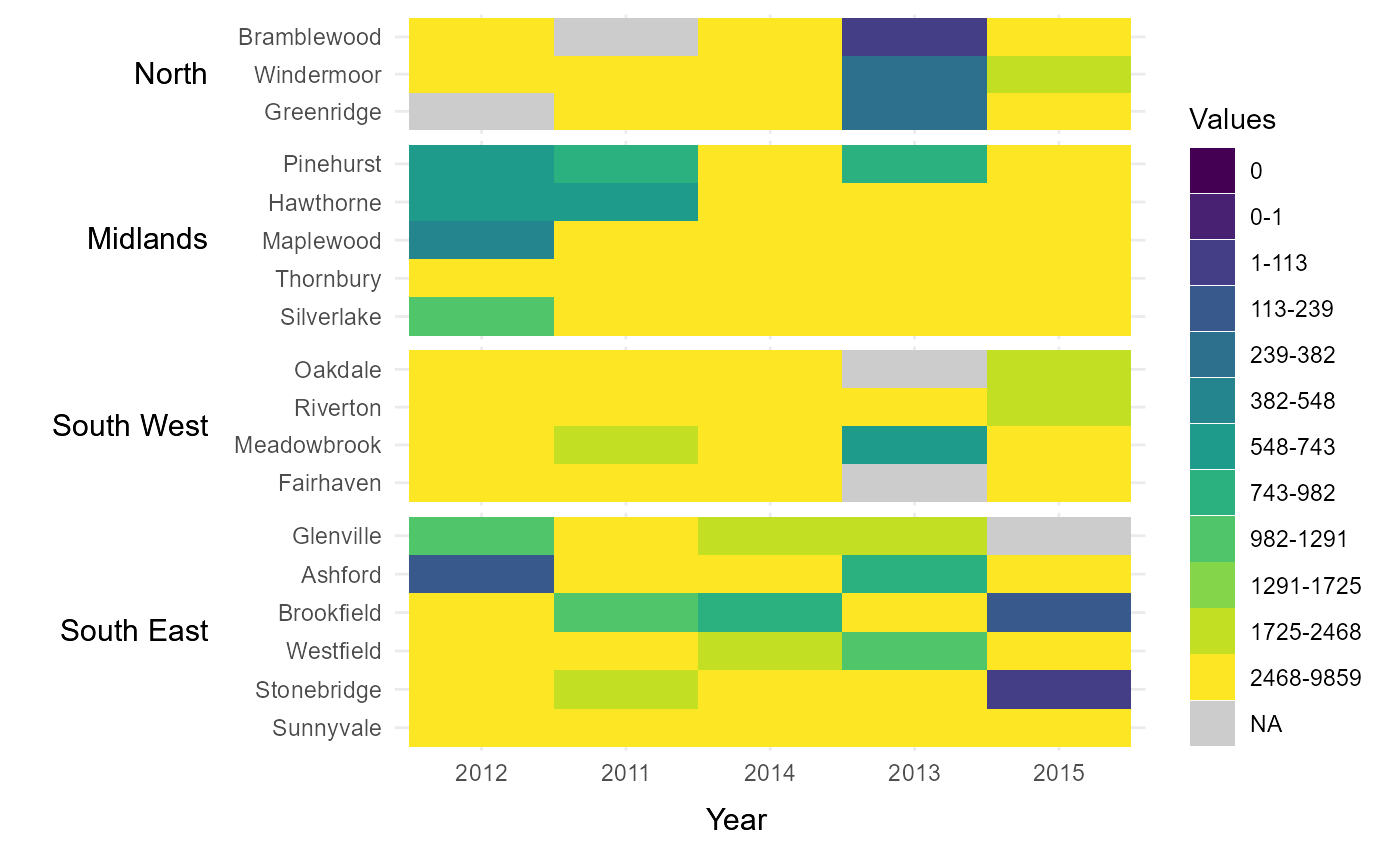 North
Bramblewood
Windermoor
Greenridge
Midlands
Pinehurst
Hawthorne
Maplewood
Thornbury
Silverlake
South West
Oakdale
Riverton
Meadowbrook
Fairhaven
South East
Glenville
Ashford
Brookfield
Westfield
Stonebridge
Sunnyvale
2012 2011 2014 2013 2015
Year
Values
0
0-1
1-113
113-239
239-382
382-548
548-743
743-982
982-1291
1291-1725
1725-2468
2468-9859
NA